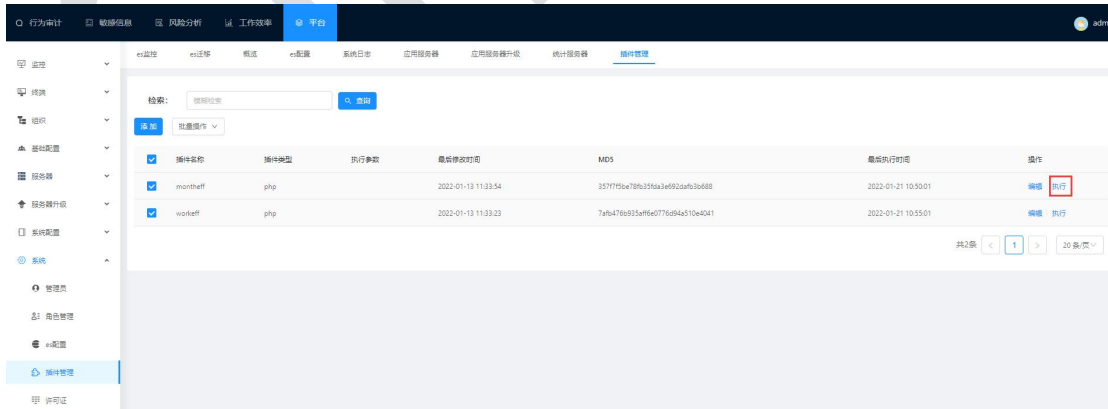 行为审计 敏感信息 风险分析 工作效率 平台 adm
es监控 es迁移 概览 es配置 系统日志 应用服务器 应用服务器升级 统计服务器 插件管理
监控
终端
组织
基础配置
服务器
服务器升级
系统配置
系统
管理员
角色管理
es配置
插件管理
许可证
检索: 模糊检索 查询
添加 批量操作
插件名称 插件类型 执行参数 最后修改时间 MD5 最后执行时间 操作
montheff php 2022-01-13 11:33:54 357f7f5be78fb35fda3e692dafb3b688 2022-01-21 10:50:01 编辑 执行
workeff php 2022-01-13 11:33:23 7afb476b935aff6e0776d94a510e4041 2022-01-21 10:55:01 编辑 执行
共2条 < 1 > 20 条/页